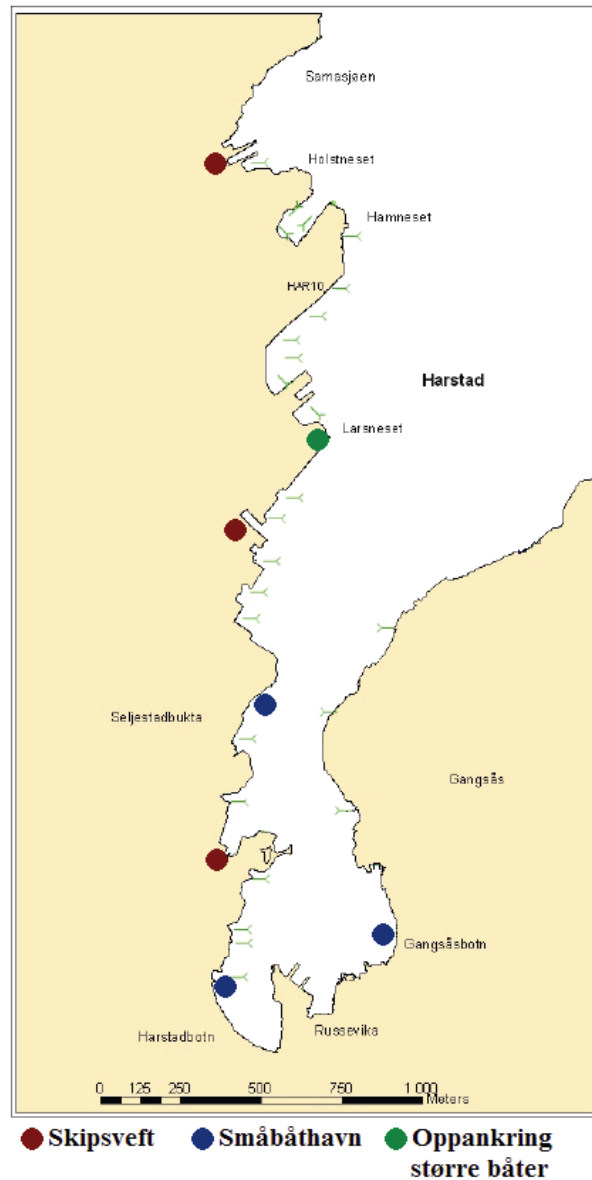 Samasjøen
Holstneset
Hamneset
HAR10
Harstad
Larsneset
Seljestadbukta
Gangsås
Gangsåsbotn
Russevika
Harstadbotn
0 125 250 500 750 1 000
Meters
Skipsveft Småbåthavn Oppankring
større båter